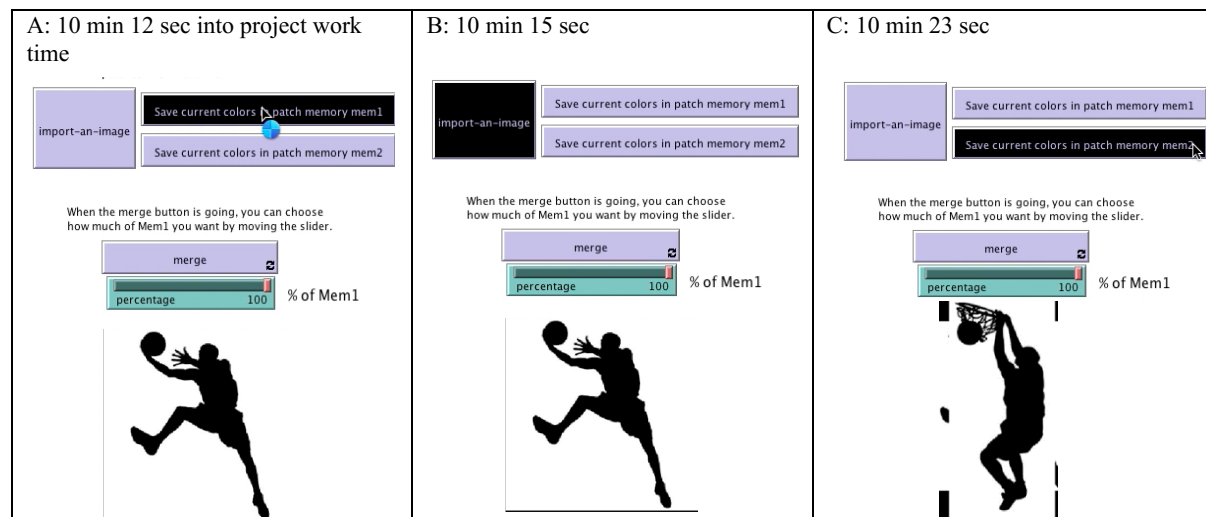 A: 10 min 12 sec into project work
time
import-an-image
Save current colors in patch memory mem1
Save current colors in patch memory mem2
When the merge button is going, you can choose
how much of Mem1 you want by moving the slider.
merge
percentage 100 % of Mem1
B: 10 min 15 sec
import-an-image
Save current colors in patch memory mem1
Save current colors in patch memory mem2
When the merge button is going, you can choose
how much of Mem1 you want by moving the slider.
merge
percentage 100 % of Mem1
C: 10 min 23 sec
import-an-image
Save current colors in patch memory mem1
Save current colors in patch memory mem2
When the merge button is going, you can choose
how much of Mem1 you want by moving the slider.
merge
percentage 100 % of Mem1